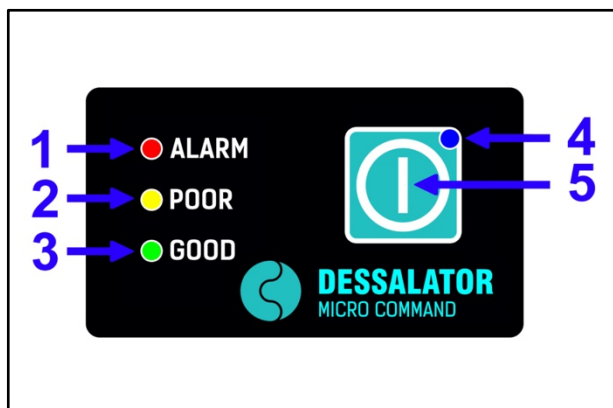 1 ALARM
2 POOR
3 GOOD
4
5
DESSALATOR
MICRO COMMAND